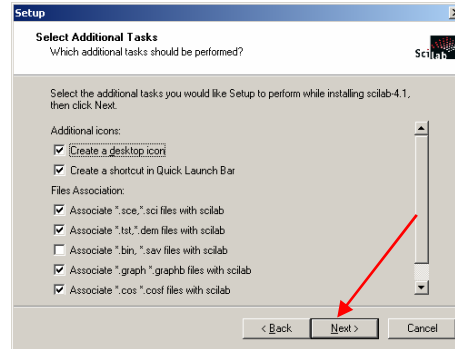 Setup
Select Additional Tasks
Which additional tasks should be performed?
Scilab
Select the additional tasks you would like Setup to perform while installing scilab-4.1,
then click Next.
Additional icons:
Create a desktop icon
Create a shortcut in Quick Launch Bar
Files Association:
Associate *.sce,*.sci files with scilab
Associate *.tst,*.dem files with scilab
Associate *.bin, *.sav files with scilab
Associate *.graph *.graphb files with scilab
Associate *.cos *.cosf files with scilab
< Back Next > Cancel